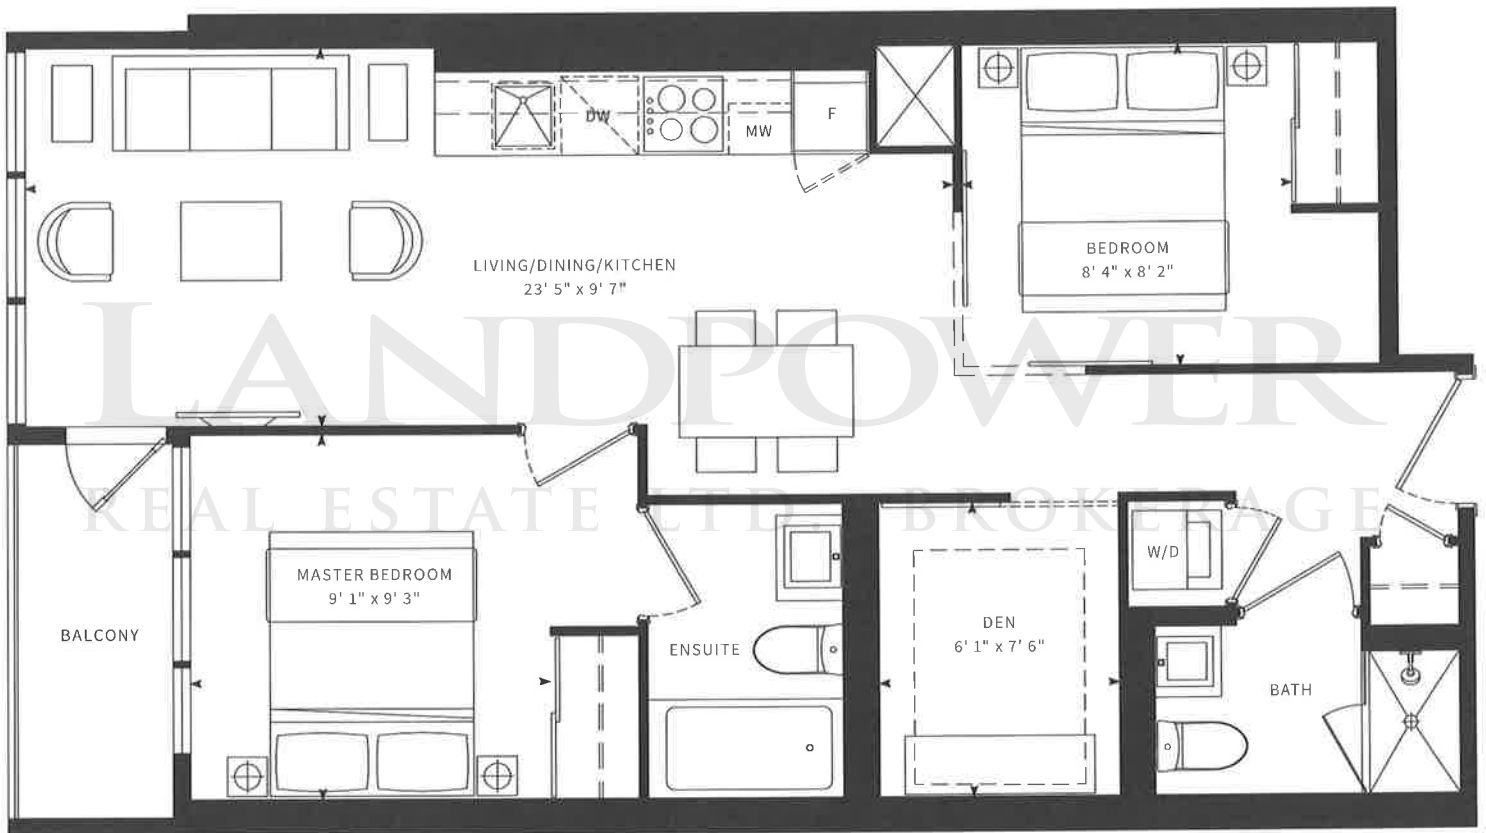 DW
MW
F
LIVING/DINING/KITCHEN
23' 5" x 9' 7"
BEDROOM
8' 4" x 8' 2"
LANDPOWER
REAL ESTATE LTD. BROKERAGE
MASTER BEDROOM
9' 1" x 9' 3"
BALCONY
ENSUITE
DEN
6' 1" x 7' 6"
W/D
BATH